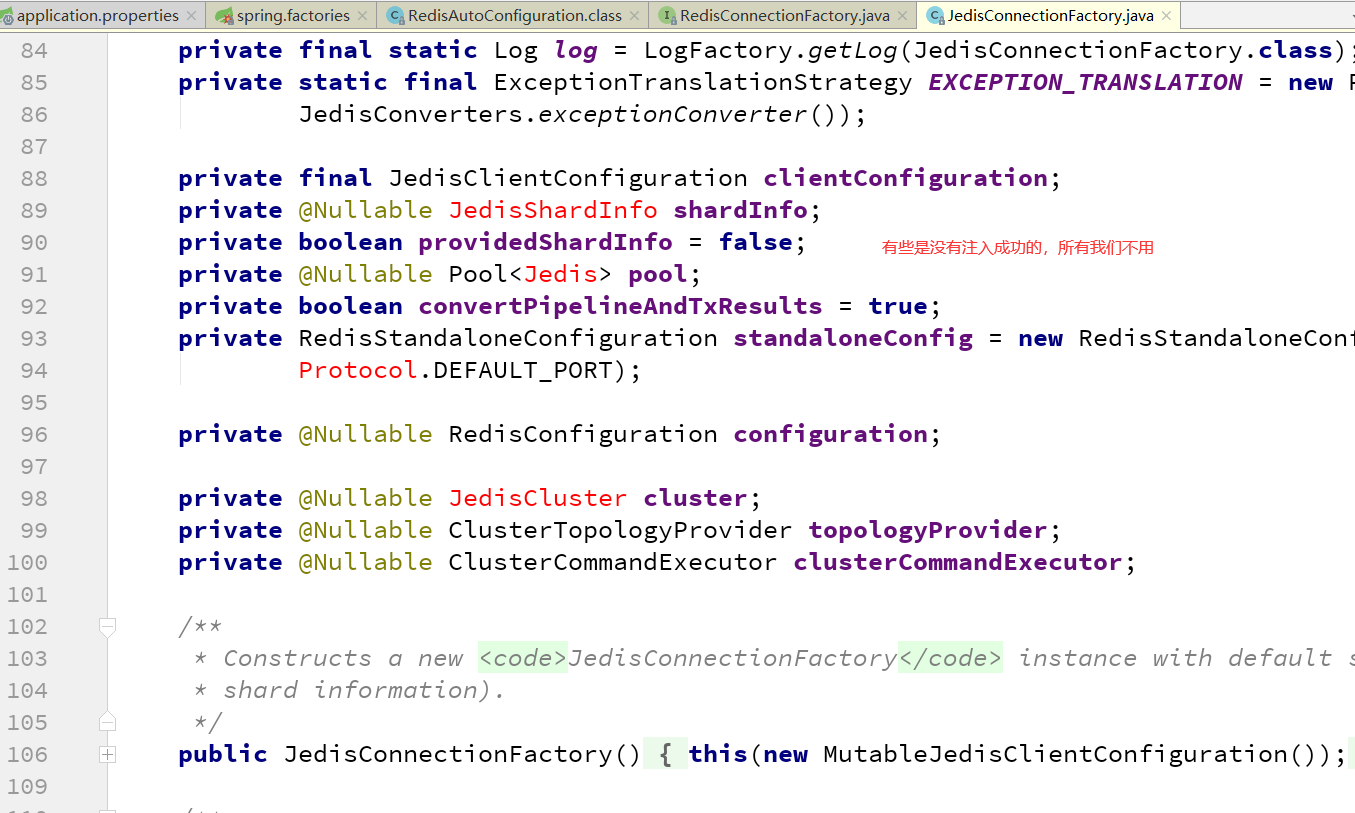 application.properties spring.factories RedisAutoConfiguration.class RedisConnectionFactory.java JedisConnectionFactory.java
84 private final static Log log = LogFactory.getLog(JedisConnectionFactory.class);
85 private static final ExceptionTranslationStrategy EXCEPTION_TRANSLATION = new
86 JedisConverters.exceptionConverter());
87
88 private final JedisClientConfiguration clientConfiguration;
89 private @Nullable JedisShardInfo shardInfo;
90 private boolean providedShardInfo = false; 有些是没有注入成功的，所有我们不用
91 private @Nullable Pool<Jedis> pool;
92 private boolean convertPipelineAndTxResults = true;
93 private RedisStandaloneConfiguration standaloneConfig = new RedisStandaloneConf
94 Protocol.DEFAULT_PORT);
95
96 private @Nullable RedisConfiguration configuration;
97
98 private @Nullable JedisCluster cluster;
99 private @Nullable ClusterTopologyProvider topologyProvider;
100 private @Nullable ClusterCommandExecutor clusterCommandExecutor;
101
102 /**
103 * Constructs a new <code>JedisConnectionFactory</code> instance with default s
104 * shard information).
105 */
106 public JedisConnectionFactory() { this(new MutableJedisClientConfiguration());
109